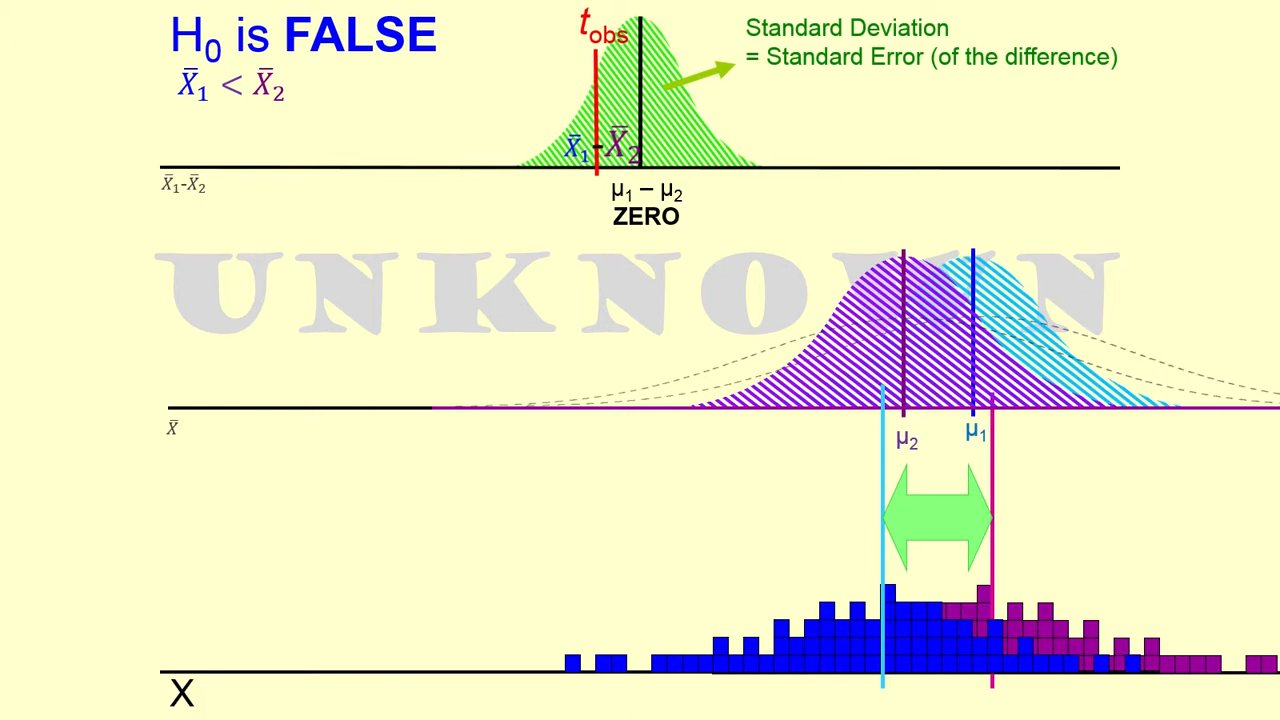 H₀ is FALSE
X̄₁ < X̄₂
t obs
Standard Deviation
= Standard Error (of the difference)
X̄₁-X̄₂
X̄₁-X̄₂
μ₁ – μ₂
ZERO
UNKNOWN
X̄
μ₂
μ₁
X